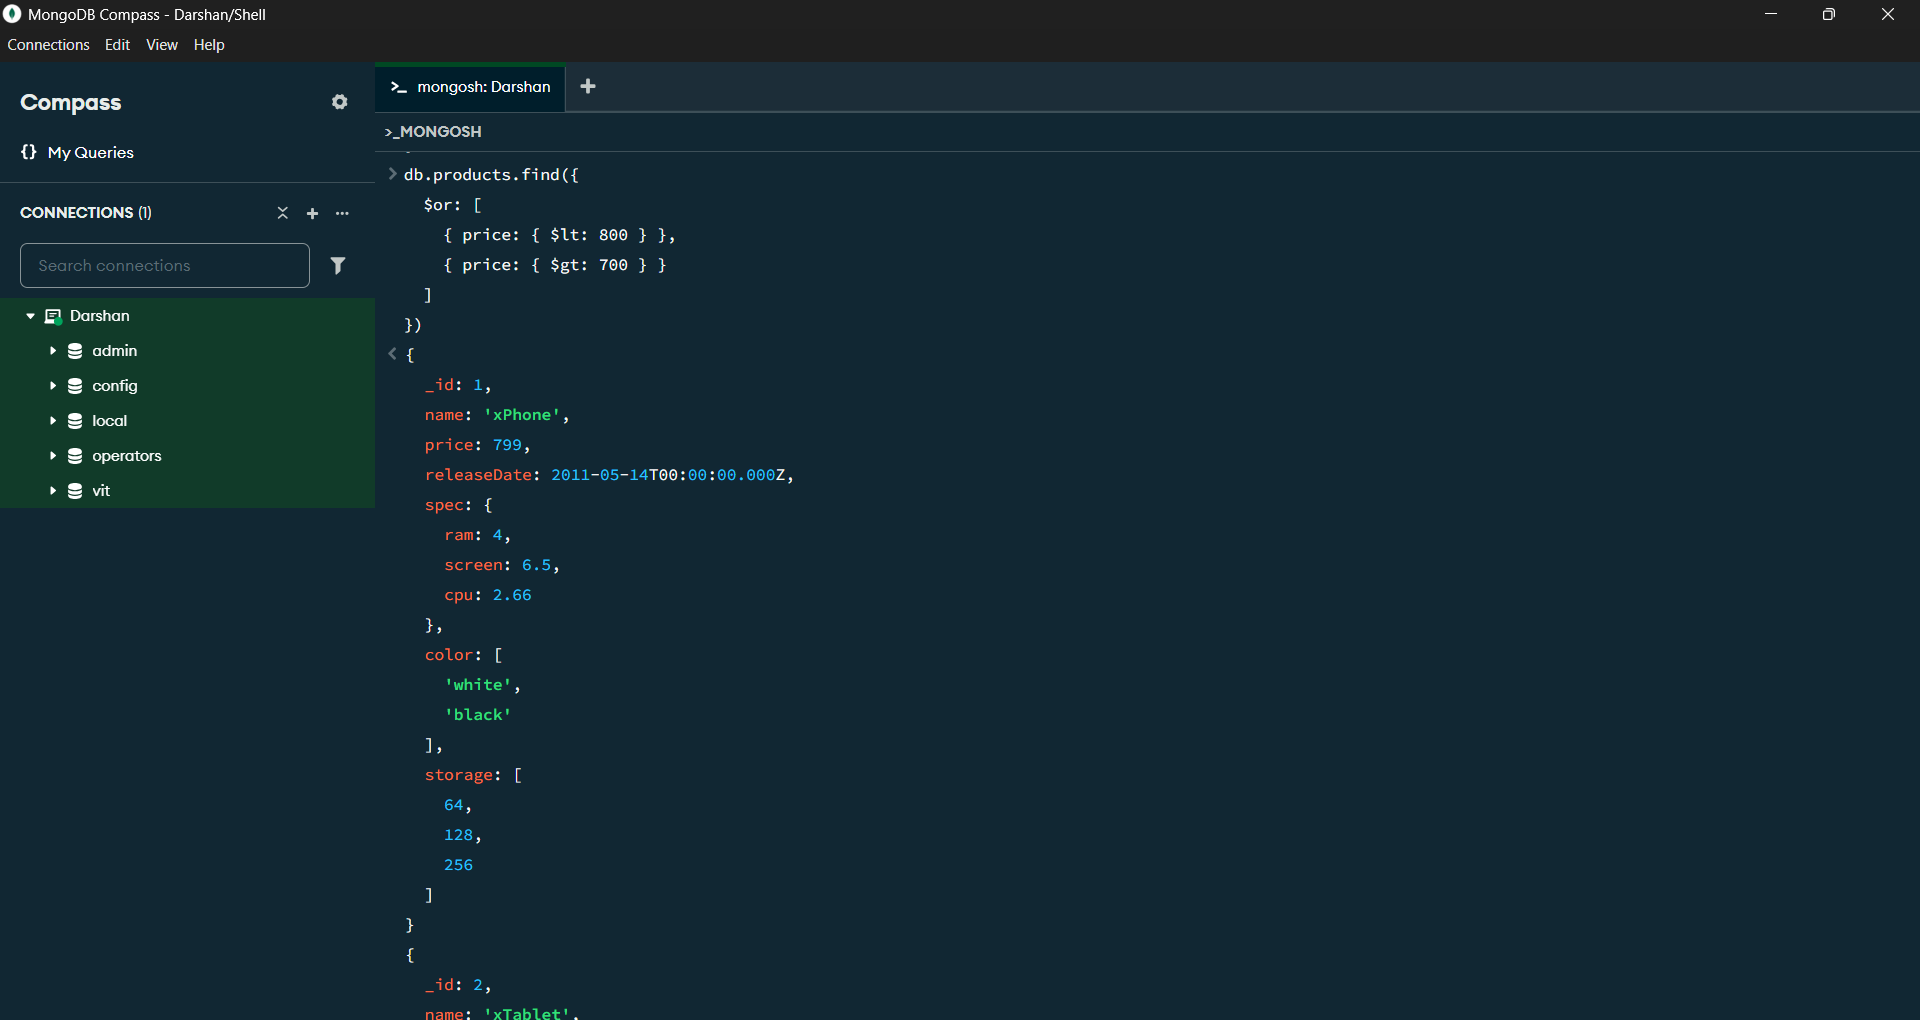 MongoDB Compass - Darshan/Shell
Connections Edit View Help
Compass
{} My Queries
CONNECTIONS (1)
Search connections
Darshan
admin
config
local
operators
vit
>_ mongosh: Darshan +
>_MONGOSH
> db.products.find({
$or: [
{ price: { $lt: 800 } },
{ price: { $gt: 700 } }
]
})
< {
_id: 1,
name: 'xPhone',
price: 799,
releaseDate: 2011-05-14T00:00:00.000Z,
spec: {
ram: 4,
screen: 6.5,
cpu: 2.66
},
color: [
'white',
'black'
],
storage: [
64,
128,
256
]
}
{
_id: 2,
name: 'xTablet',